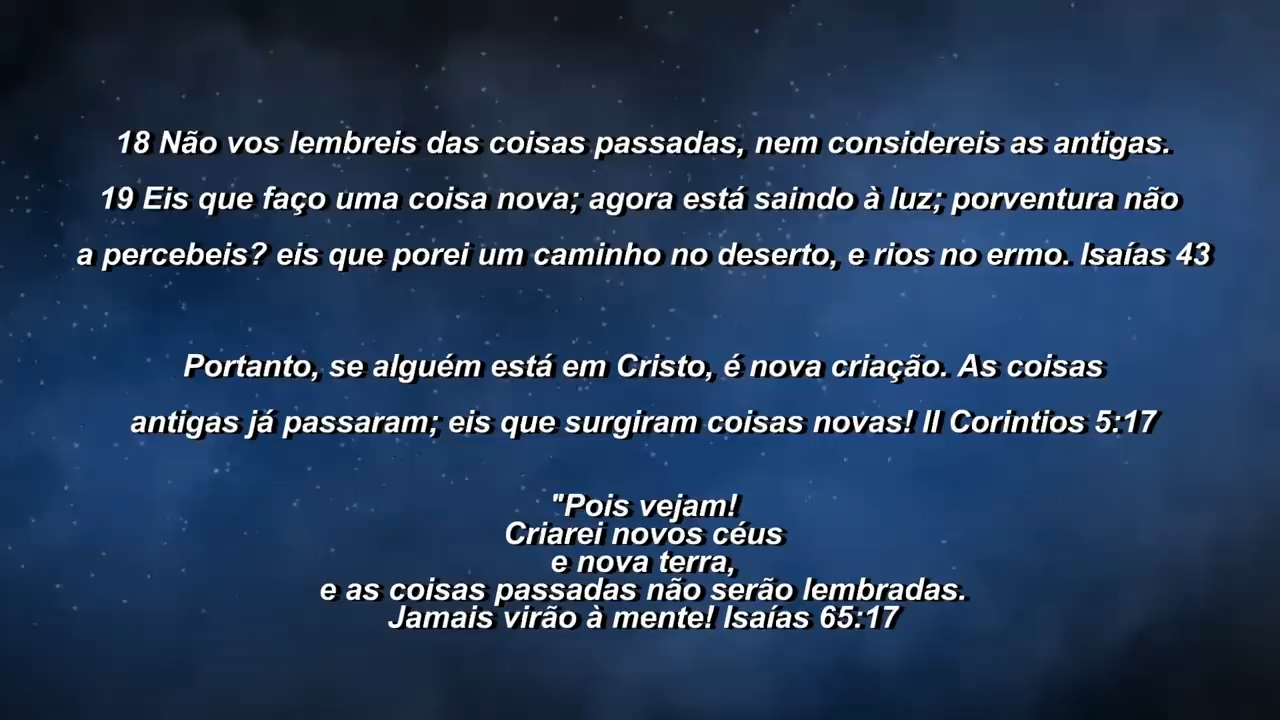 18 Não vos lembreis das coisas passadas, nem considereis as antigas.
19 Eis que faço uma coisa nova; agora está saindo à luz; porventura não
a percebeis? eis que porei um caminho no deserto, e rios no ermo. Isaías 43
Portanto, se alguém está em Cristo, é nova criação. As coisas
antigas já passaram; eis que surgiram coisas novas! II Corintios 5:17
"Pois vejam!
Criarei novos céus
e nova terra,
e as coisas passadas não serão lembradas.
Jamais virão à mente! Isaías 65:17